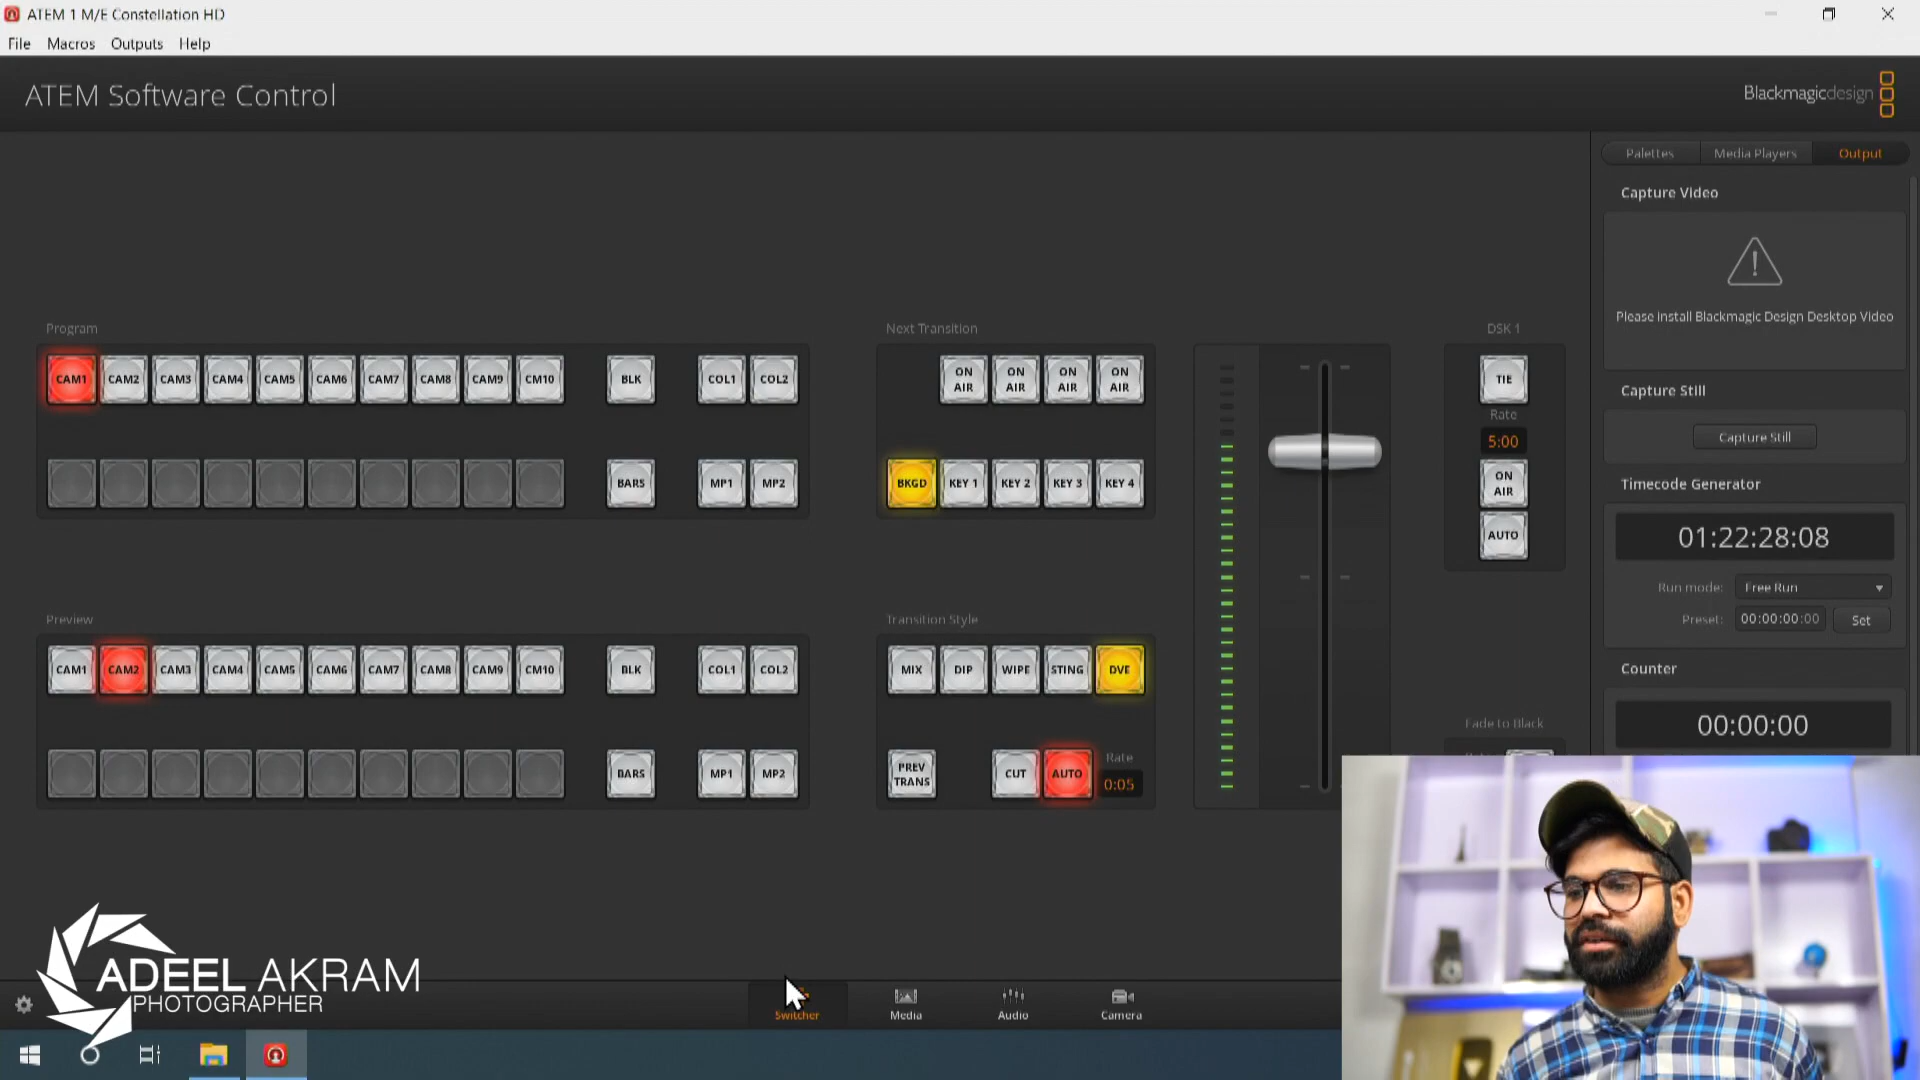 ATEM 1 M/E Constellation HD
File Macros Outputs Help
ATEM Software Control
Blackmagicdesign
Palettes Media Players Output
Capture Video
Please install Blackmagic Design Desktop Video
Capture Still
Capture Still
Timecode Generator
01:22:28:08
Run mode: Free Run
Preset: 00:00:00:00 Set
Counter
00:00:00
Program
CAM1 CAM2 CAM3 CAM4 CAM5 CAM6 CAM7 CAM8 CAM9 CM10 BLK COL1 COL2
BARS MP1 MP2
Next Transition
ON AIR ON AIR ON AIR ON AIR
BKGD KEY 1 KEY 2 KEY 3 KEY 4
DSK 1
TIE
Rate
5:00
ON AIR
AUTO
Preview
CAM1 CAM2 CAM3 CAM4 CAM5 CAM6 CAM7 CAM8 CAM9 CM10 BLK COL1 COL2
BARS MP1 MP2
Transition Style
MIX DIP WIPE STING DVE
PREV TRANS CUT AUTO Rate
0:05
Fade to Black
ADEEL AKRAM
PHOTOGRAPHER
Switcher Media Audio Camera